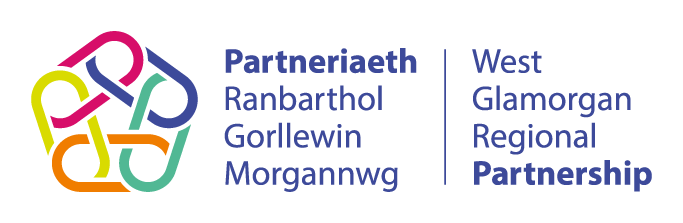 Partneriaeth
Ranbarthol
Gorllewin
Morgannwg
West
Glamorgan
Regional
Partnership